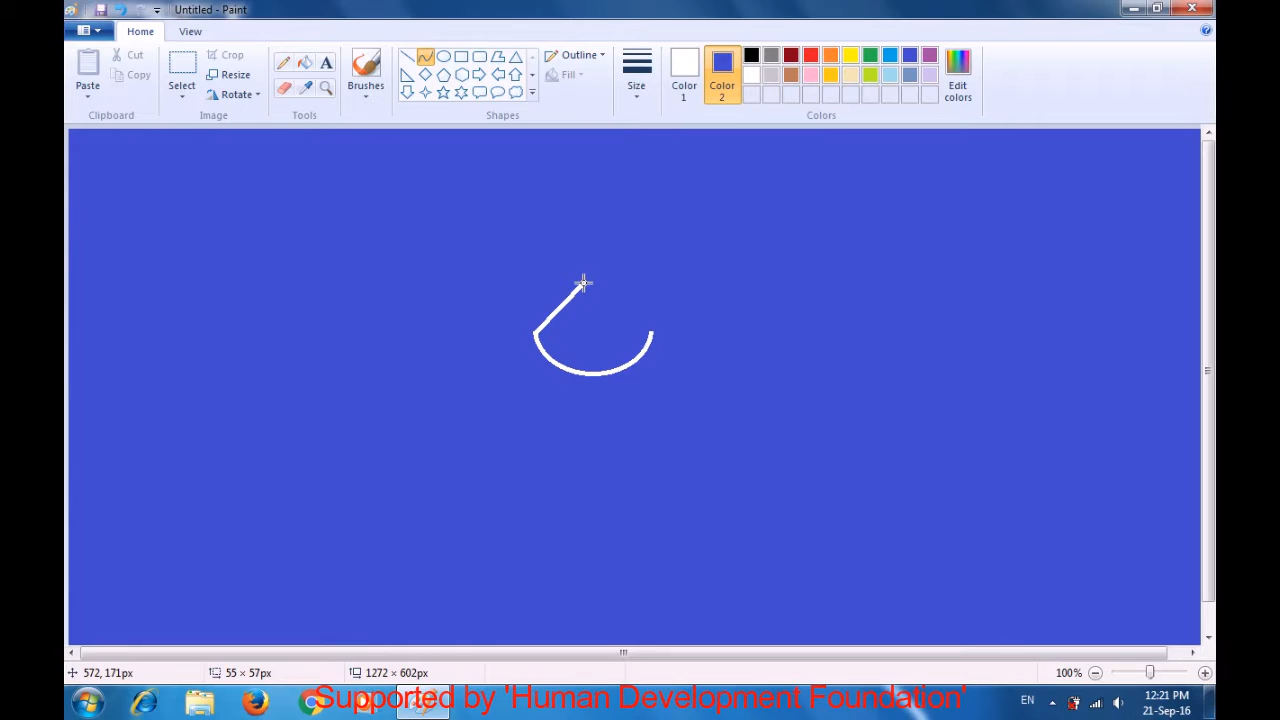 Untitled - Paint
Home View
Paste
Cut
Copy
Clipboard
Select
Crop
Resize
Rotate
Image
A
Tools
Brushes
Outline
Fill
Shapes
Size
Color 1
Color 2
Edit colors
Colors
572, 171px 55 × 57px 1272 × 602px 100%
EN 12:21 PM
21-Sep-16
Supported by 'Human Development Foundation'